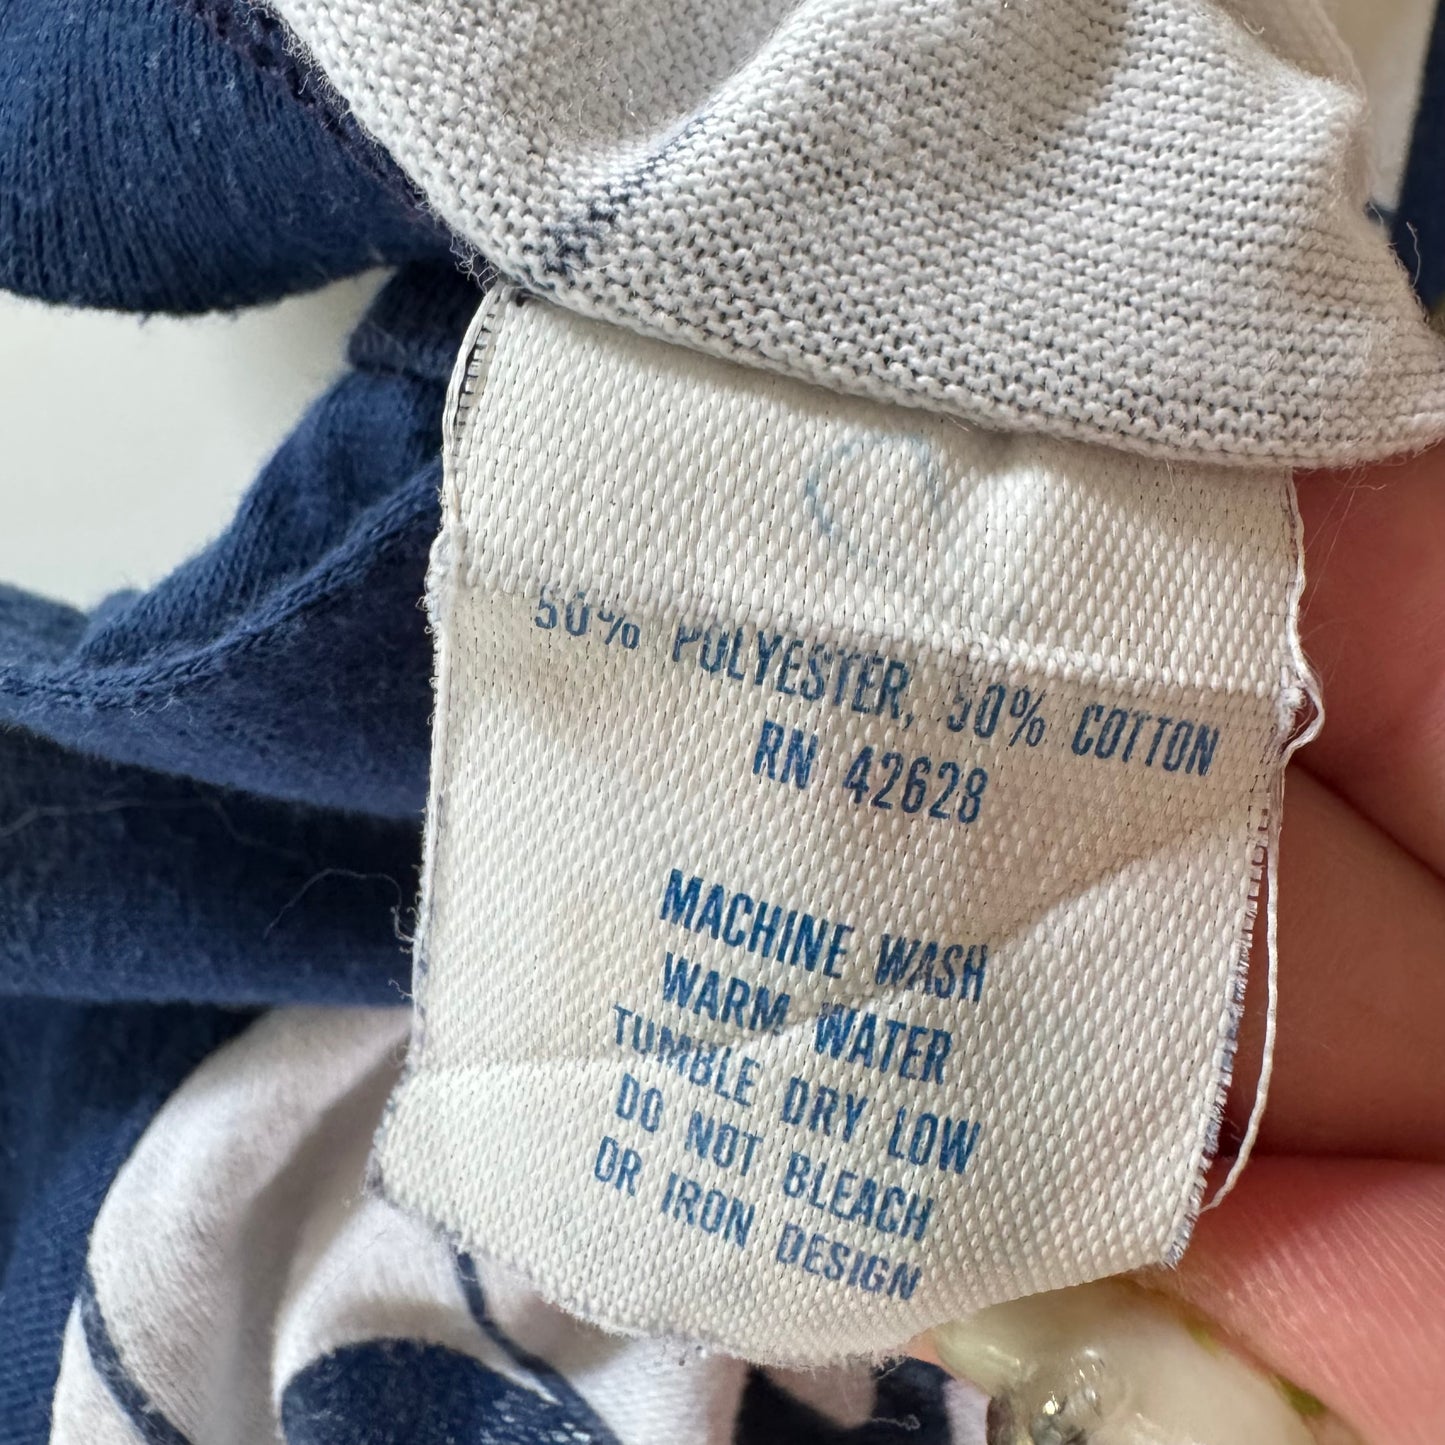 50% POLYESTER, 50% COTTON
RN 42628
MACHINE WASH
WARM WATER
TUMBLE DRY LOW
DO NOT BLEACH
OR IRON DESIGN